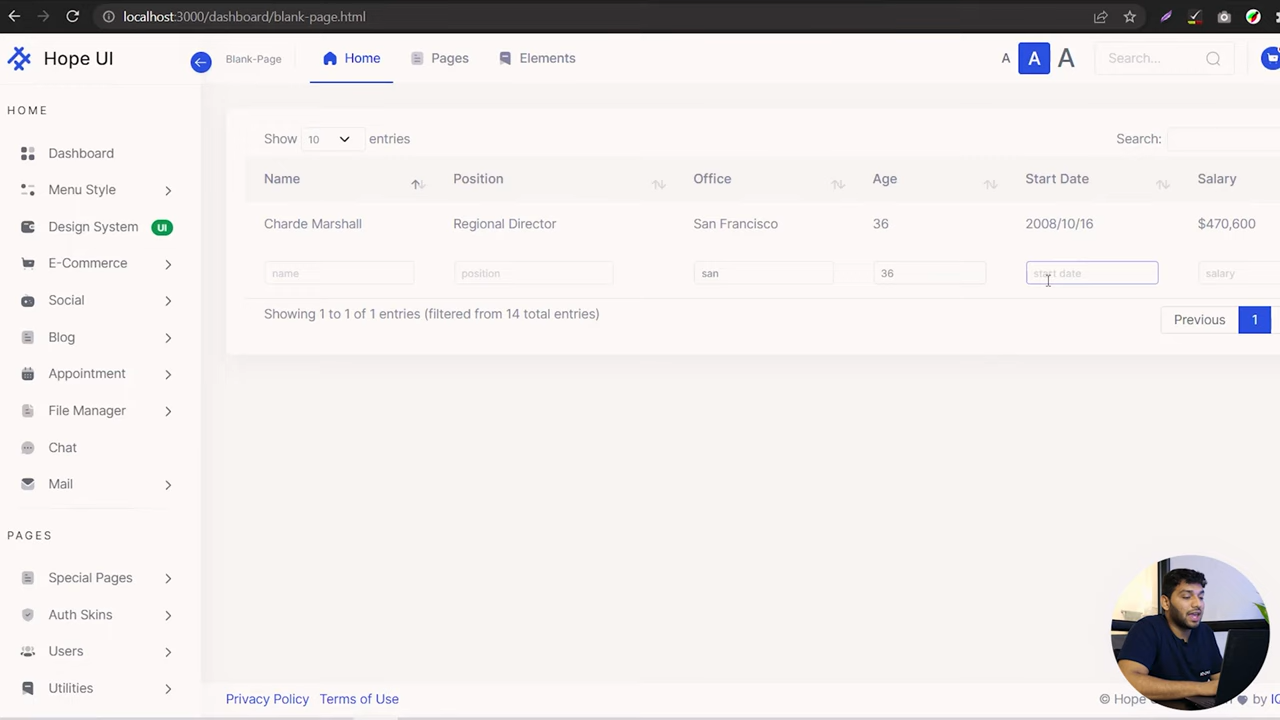 localhost:3000/dashboard/blank-page.html
Hope UI
Blank-Page
Home
Pages
Elements
A A A
Search...
HOME
Dashboard
Menu Style
Design System UI
E-Commerce
Social
Blog
Appointment
File Manager
Chat
Mail
PAGES
Special Pages
Auth Skins
Users
Utilities
Show 10 entries
Search:
Name Position Office Age Start Date Salary
Charde Marshall Regional Director San Francisco 36 2008/10/16 $470,600
name position san 36 start date salary
Showing 1 to 1 of 1 entries (filtered from 14 total entries)
Previous 1
Privacy Policy Terms of Use
© Hope by